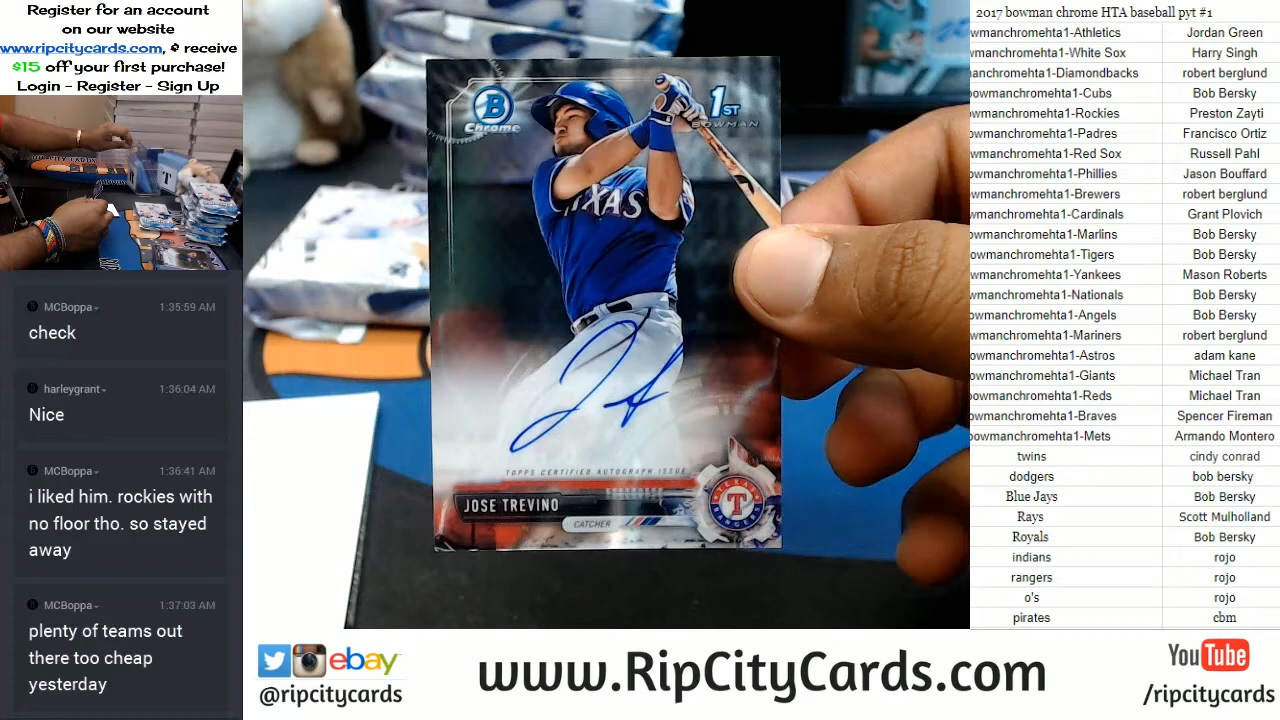 Register for an account
on our website
www.ripcitycards.com, & receive
$15 off your first purchase!
Login - Register - Sign Up
MCBoppa 1:35:59 AM
check
harleygrant 1:36:04 AM
Nice
MCBoppa 1:36:41 AM
i liked him. rockies with
no floor tho. so stayed
away
MCBoppa 1:37:03 AM
plenty of teams out
there too cheap
yesterday
B
Chrome
1ST
BOWMAN
TEXAS
TOPPS CERTIFIED AUTOGRAPH ISSUE
JOSE TREVINO
CATCHER
TEXAS
T
RANGERS
2017 bowman chrome HTA baseball pyt #1
owmanchromehta1-Athletics Jordan Green
owmanchromehta1-White Sox Harry Singh
manchromehta1-Diamondbacks robert berglund
bowmanchromehta1-Cubs Bob Bersky
owmanchromehta1-Rockies Preston Zayti
owmanchromehta1-Padres Francisco Ortiz
wmanchromehta1-Red Sox Russell Pahl
owmanchromehta1-Phillies Jason Bouffard
owmanchromehta1-Brewers robert berglund
wmanchromehta1-Cardinals Grant Plovich
owmanchromehta1-Marlins Bob Bersky
owmanchromehta1-Tigers Bob Bersky
wmanchromehta1-Yankees Mason Roberts
wmanchromehta1-Nationals Bob Bersky
owmanchromehta1-Angels Bob Bersky
wmanchromehta1-Mariners robert berglund
owmanchromehta1-Astros adam kane
owmanchromehta1-Giants Michael Tran
owmanchromehta1-Reds Michael Tran
owmanchromehta1-Braves Spencer Fireman
bowmanchromehta1-Mets Armando Montero
twins cindy conrad
dodgers bob bersky
Blue Jays Bob Bersky
Rays Scott Mulholland
Royals Bob Bersky
indians rojo
rangers rojo
o's rojo
pirates cbm
ebay
@ripcitycards
www.RipCityCards.com
YouTube
/ripcitycards